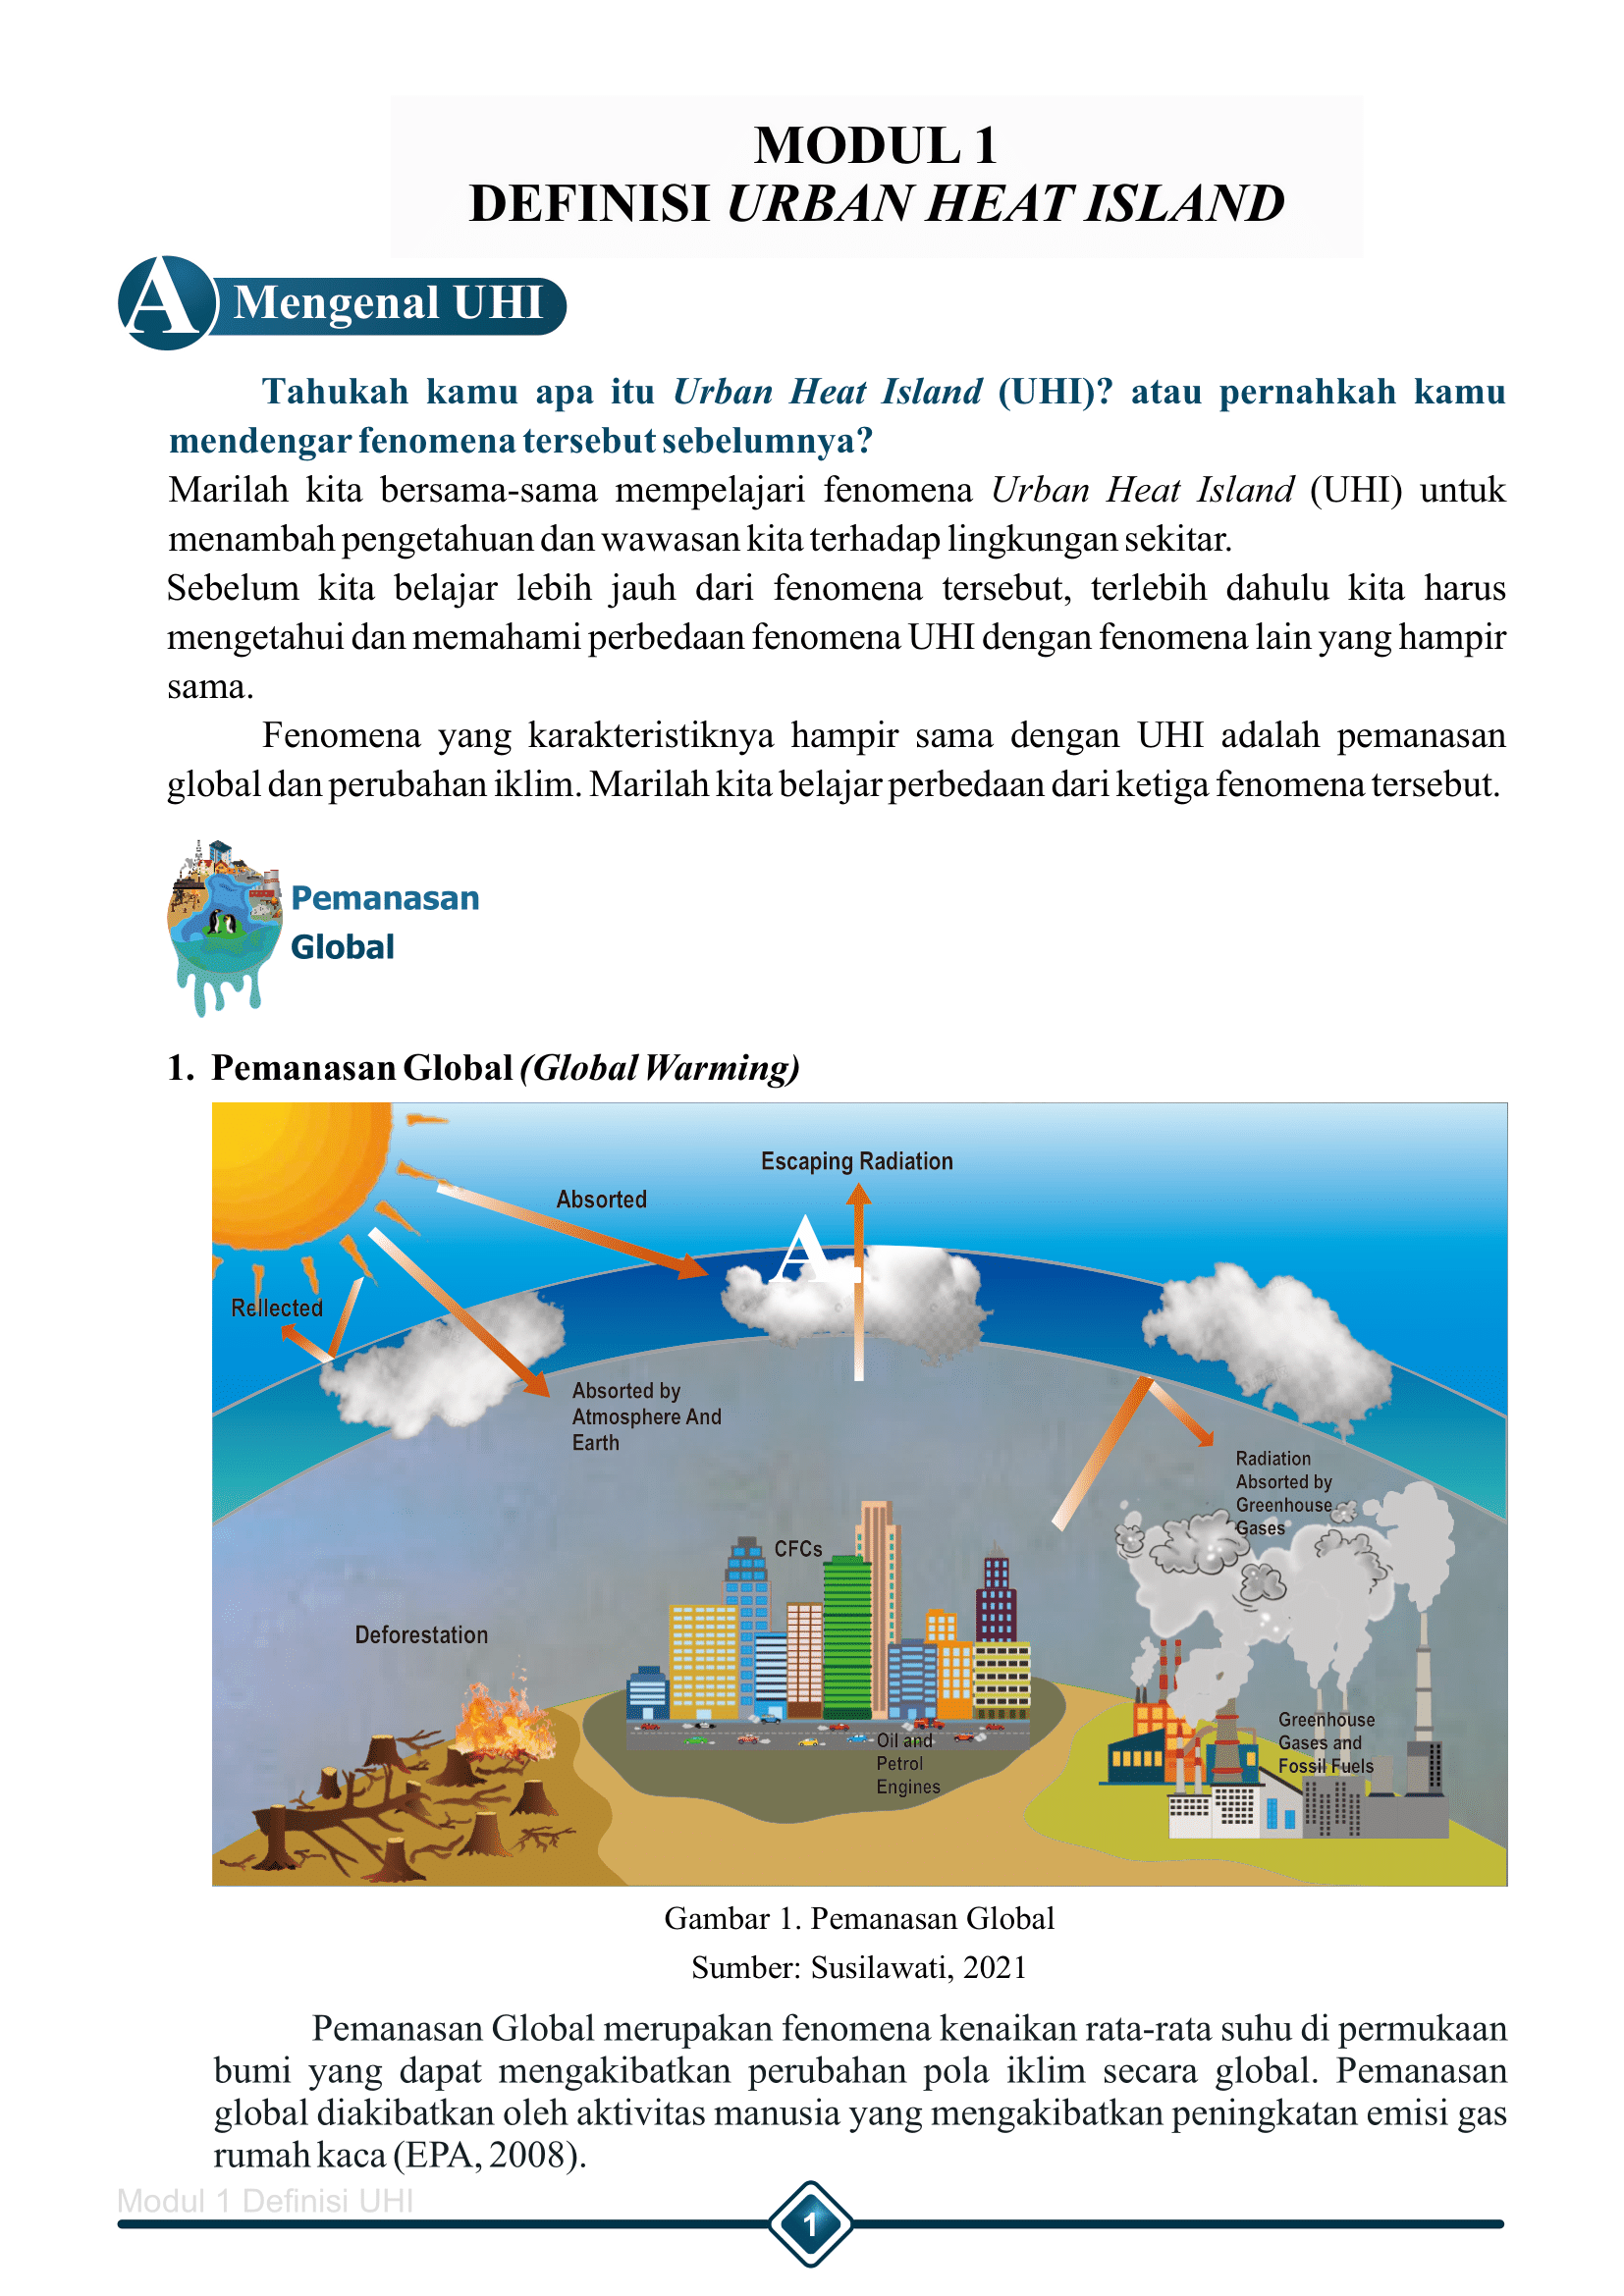 MODUL 1
DEFINISI URBAN HEAT ISLAND
A Mengenal UHI
Tahukah kamu apa itu Urban Heat Island (UHI)? atau pernahkah kamu
mendengar fenomena tersebut sebelumnya?
Marilah kita bersama-sama mempelajari fenomena Urban Heat Island (UHI) untuk
menambah pengetahuan dan wawasan kita terhadap lingkungan sekitar.
Sebelum kita belajar lebih jauh dari fenomena tersebut, terlebih dahulu kita harus
mengetahui dan memahami perbedaan fenomena UHI dengan fenomena lain yang hampir
sama.
Fenomena yang karakteristiknya hampir sama dengan UHI adalah pemanasan
global dan perubahan iklim. Marilah kita belajar perbedaan dari ketiga fenomena tersebut.
Pemanasan
Global
1. Pemanasan Global (Global Warming)
Escaping Radiation
Absorted
A.
Rellected
Absorted by
Atmosphere And
Earth
Radiation
Absorted by
Greenhouse
Gases
CFCs
Deforestation
Oil and
Petrol
Engines
Greenhouse
Gases and
Fossil Fuels
Gambar 1. Pemanasan Global
Sumber: Susilawati, 2021
Pemanasan Global merupakan fenomena kenaikan rata-rata suhu di permukaan
bumi yang dapat mengakibatkan perubahan pola iklim secara global. Pemanasan
global diakibatkan oleh aktivitas manusia yang mengakibatkan peningkatan emisi gas
rumah kaca (EPA, 2008).
Modul 1 Definisi UHI
1